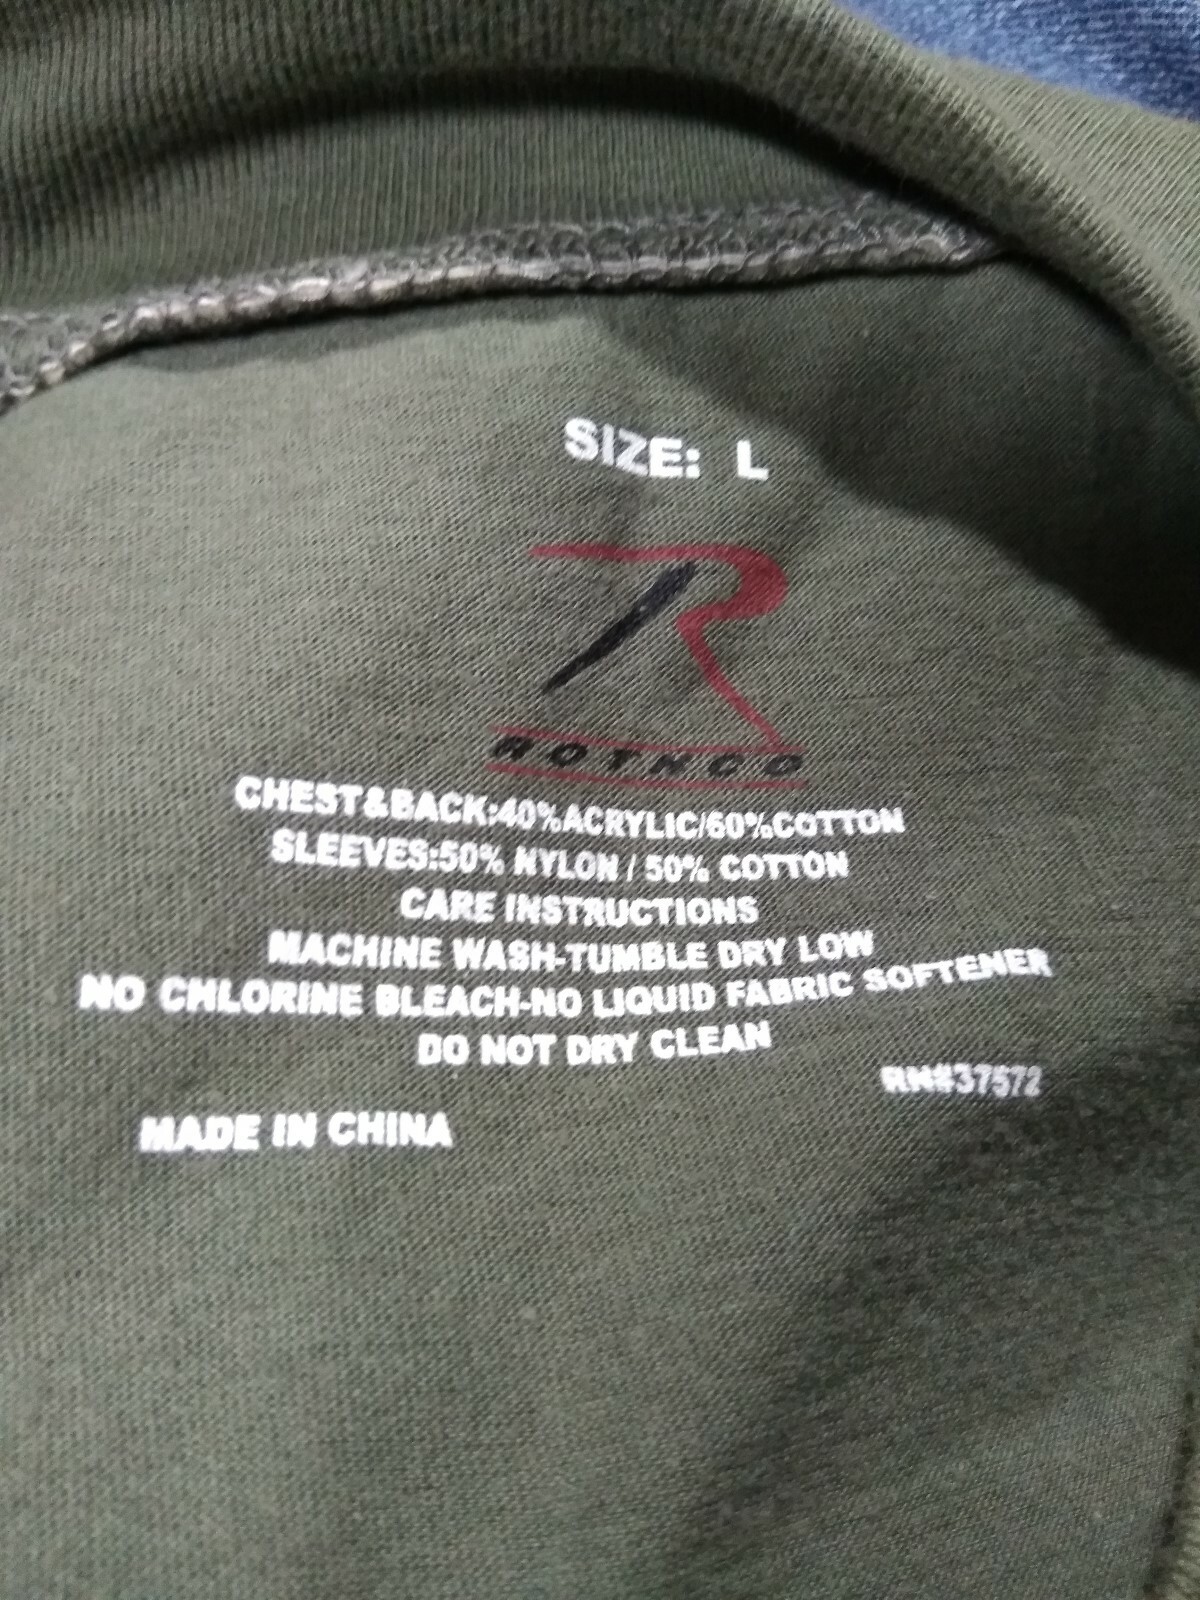 SIZE: L
ROTHCO
CHEST&BACK:40%ACRYLIC/60%COTTON
SLEEVES:50% NYLON / 50% COTTON
CARE INSTRUCTIONS
MACHINE WASH-TUMBLE DRY LOW
NO CHLORINE BLEACH-NO LIQUID FABRIC SOFTENER
DO NOT DRY CLEAN
RN#37572
MADE IN CHINA